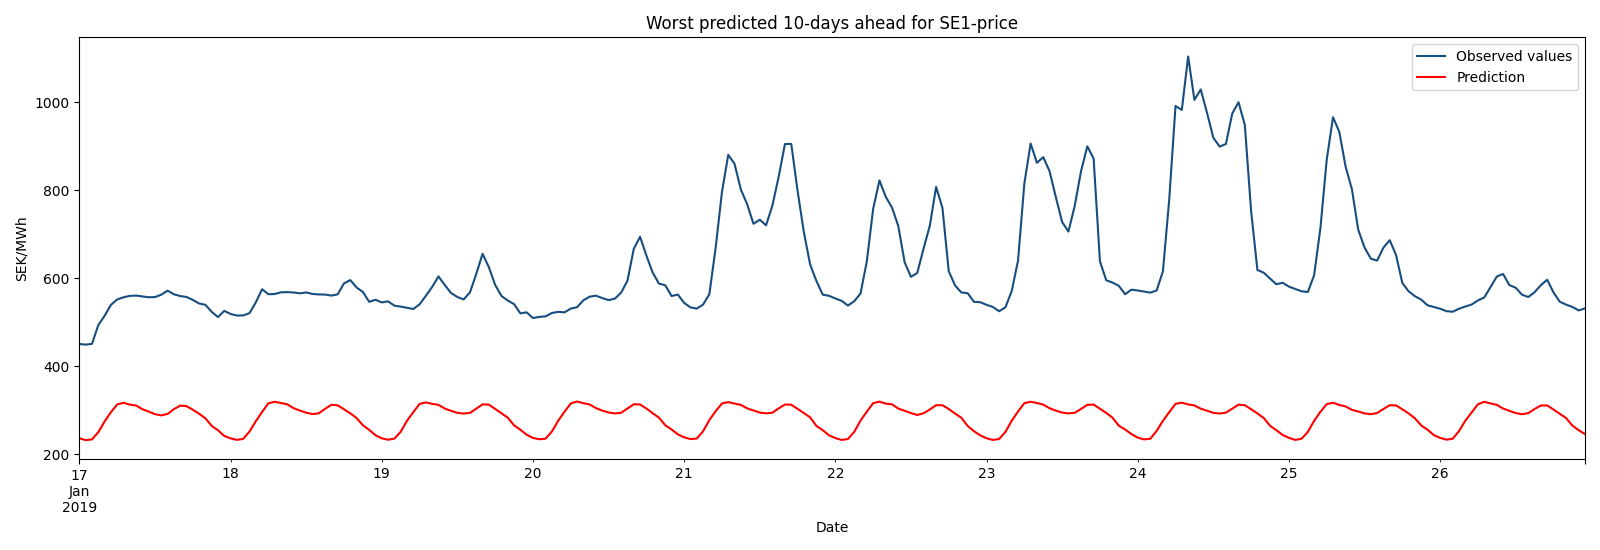 Worst predicted 10-days ahead for SE1-price
Observed values
Prediction
SEK/MWh
1000
800
600
400
200
17 18 19 20 21 22 23 24 25 26
Jan
2019
Date